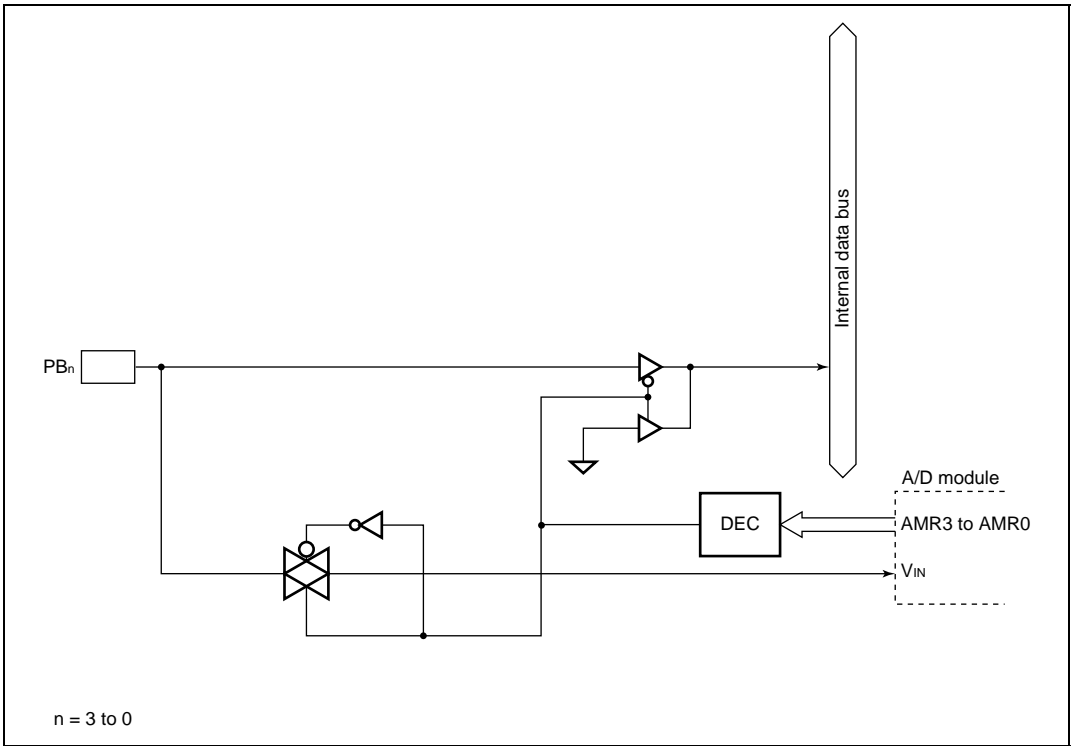 Internal data bus
PBn
A/D module
DEC
AMR3 to AMR0
VIN
n = 3 to 0